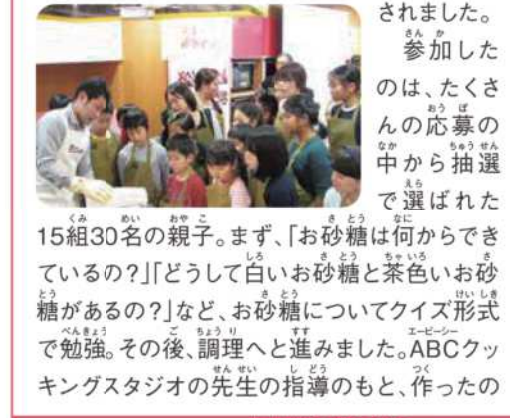 されました。
参加した
のは、たくさ
んの応募の
中から抽選
で選ばれた
15組30名の親子。まず、「お砂糖は何からでき
ているの?」「どうして白いお砂糖と茶色いお砂
糖があるの?」など、お砂糖についてクイズ形式
で勉強。その後、調理へと進みました。ABCクッ
キングスタジオの先生の指導のもと、作ったの